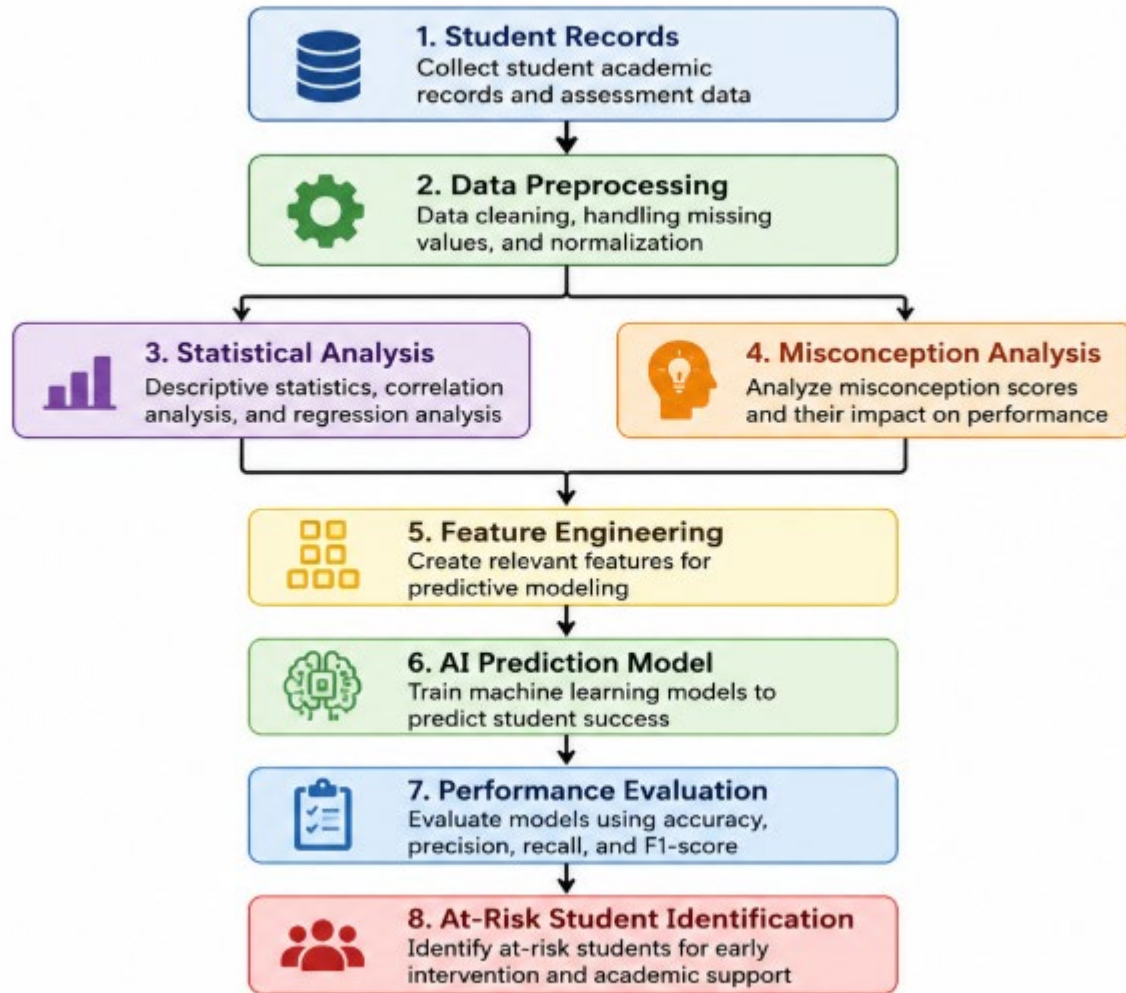 1. Student Records
Collect student academic
records and assessment data
2. Data Preprocessing
Data cleaning, handling missing
values, and normalization
3. Statistical Analysis
Descriptive statistics, correlation
analysis, and regression analysis
4. Misconception Analysis
Analyze misconception scores
and their impact on performance
5. Feature Engineering
Create relevant features for
predictive modeling
6. AI Prediction Model
Train machine learning models to
predict student success
7. Performance Evaluation
Evaluate models using accuracy,
precision, recall, and F1-score
8. At-Risk Student Identification
Identify at-risk students for early
intervention and academic support